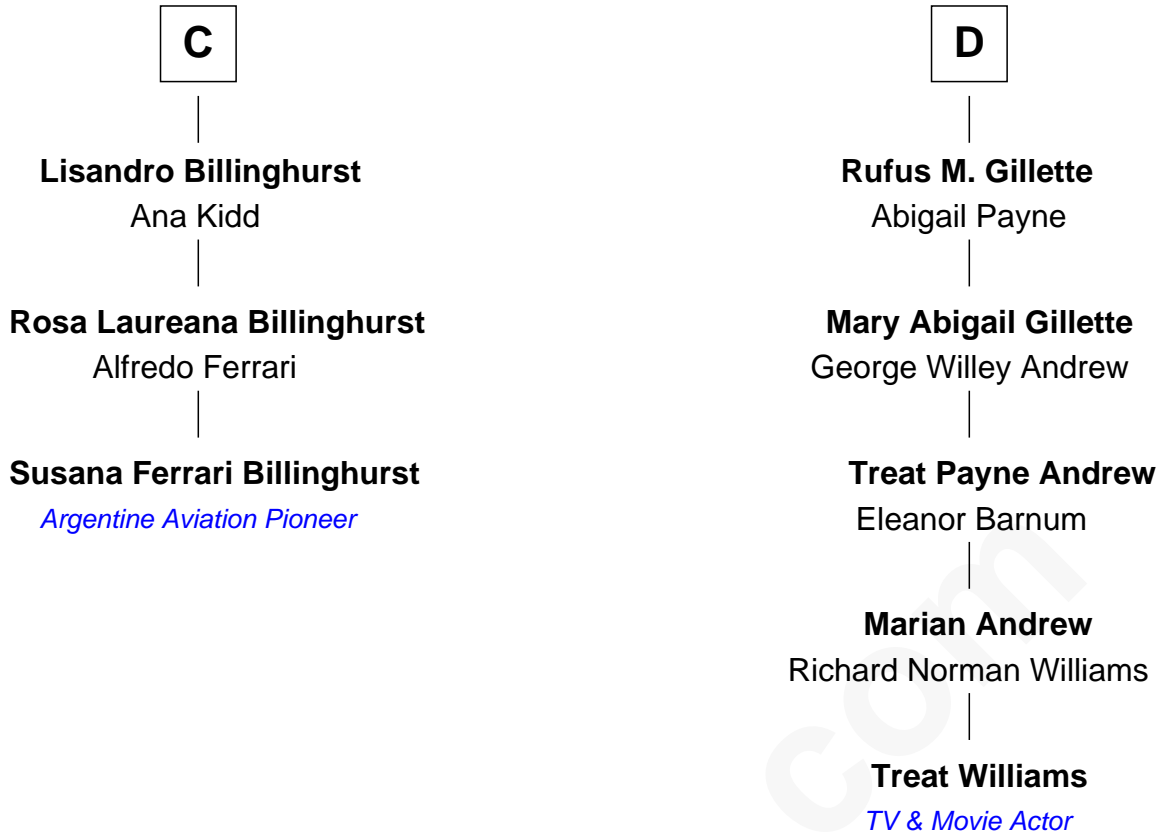 C
Lisandro Billinghurst
Ana Kidd
Rosa Laureana Billinghurst
Alfredo Ferrari
Susana Ferrari Billinghurst
Argentine Aviation Pioneer
D
Rufus M. Gillette
Abigail Payne
Mary Abigail Gillette
George Willey Andrew
Treat Payne Andrew
Eleanor Barnum
Marian Andrew
Richard Norman Williams
Treat Williams
TV & Movie Actor
com